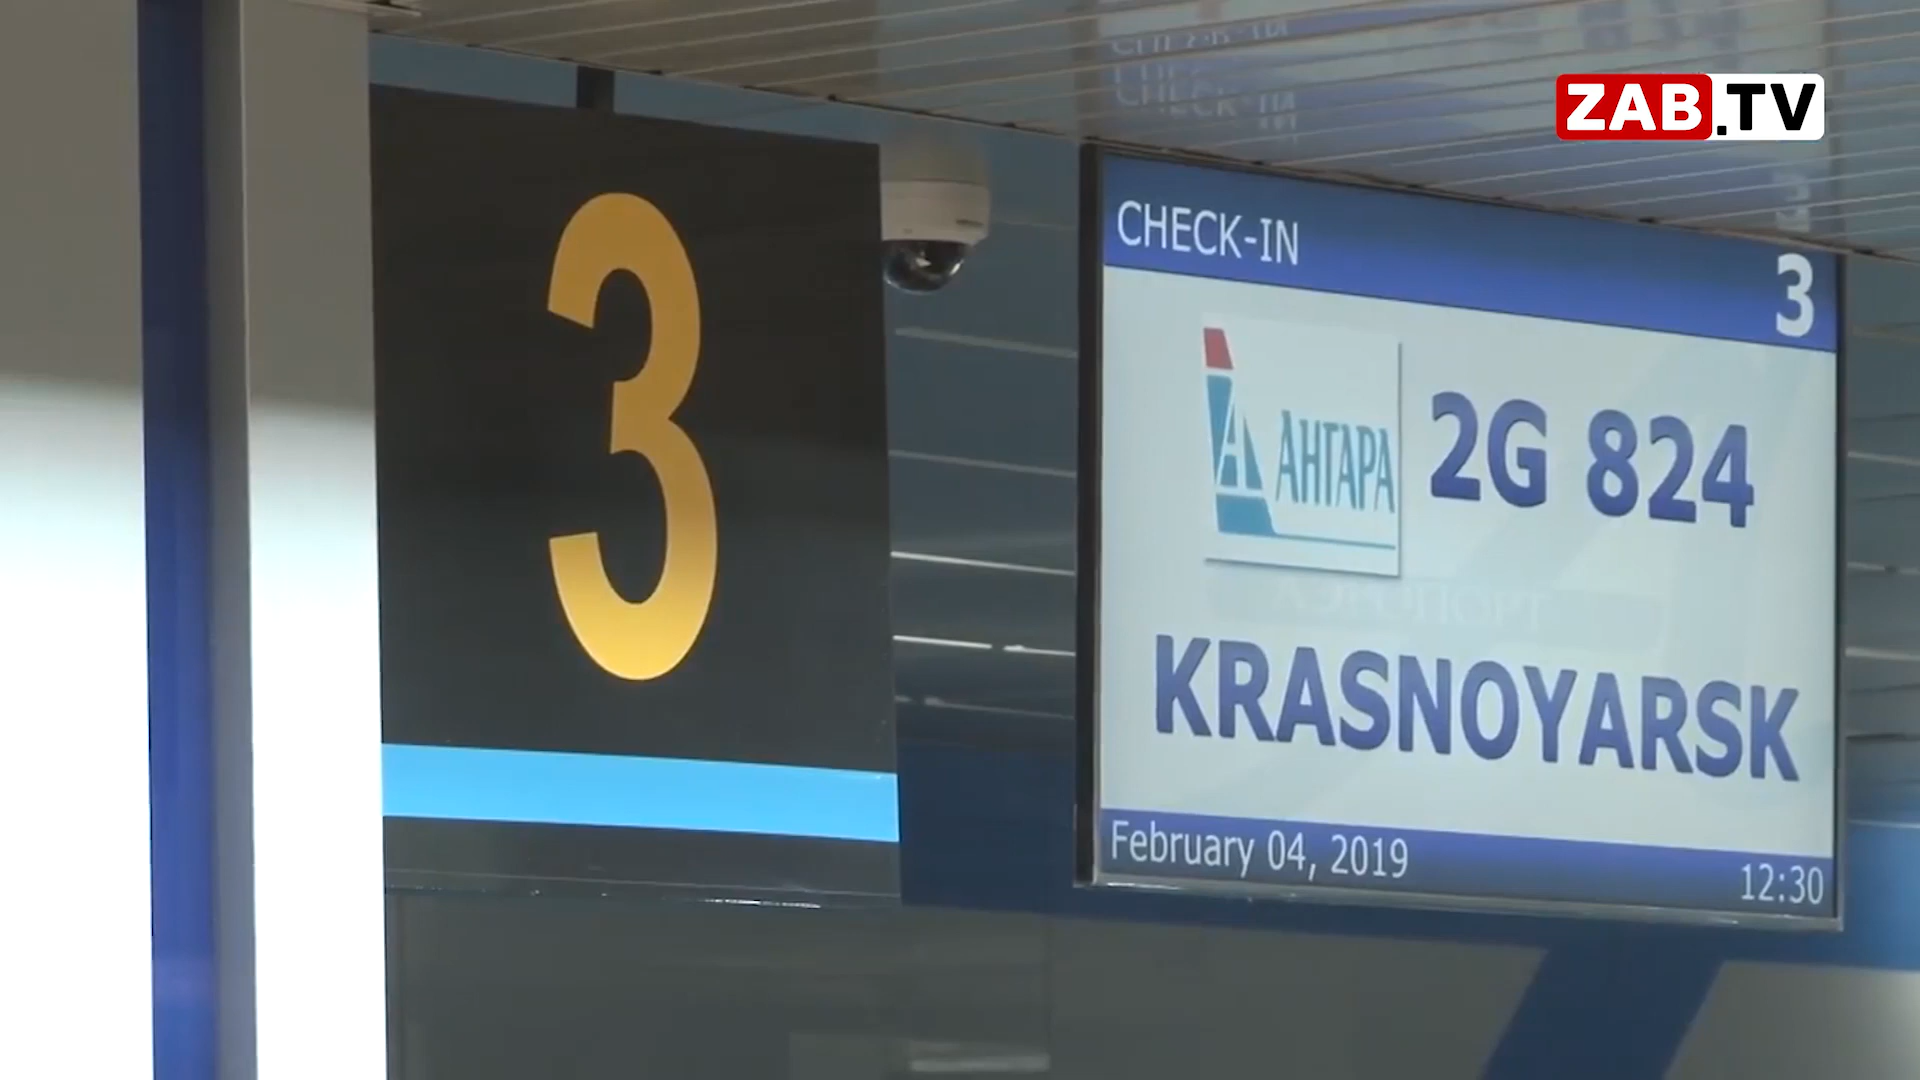 ZAB.TV
3
CHECK-IN
3
АНГАРА
2G 824
KRASNOYARSK
February 04, 2019
12:30